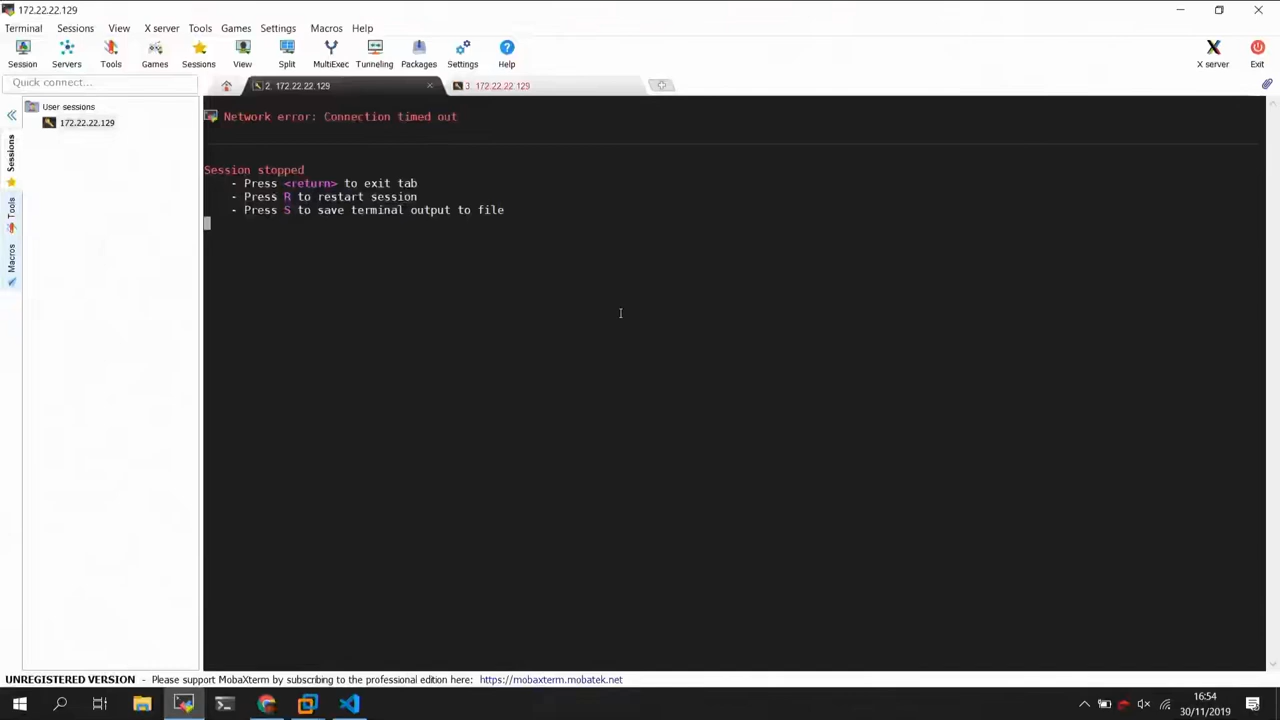 172.22.22.129
Terminal Sessions View X server Tools Games Settings Macros Help
Session Servers Tools Games Sessions View Split MultiExec Tunneling Packages Settings Help X server Exit
Quick connect...
2. 172.22.22.129
3. 172.22.22.129
User sessions
172.22.22.129
Sessions
Tools
Macros
Network error: Connection timed out
Session stopped
- Press <return> to exit tab
- Press R to restart session
- Press S to save terminal output to file
UNREGISTERED VERSION - Please support MobaXterm by subscribing to the professional edition here: https://mobaxterm.mobatek.net
16:54
30/11/2019